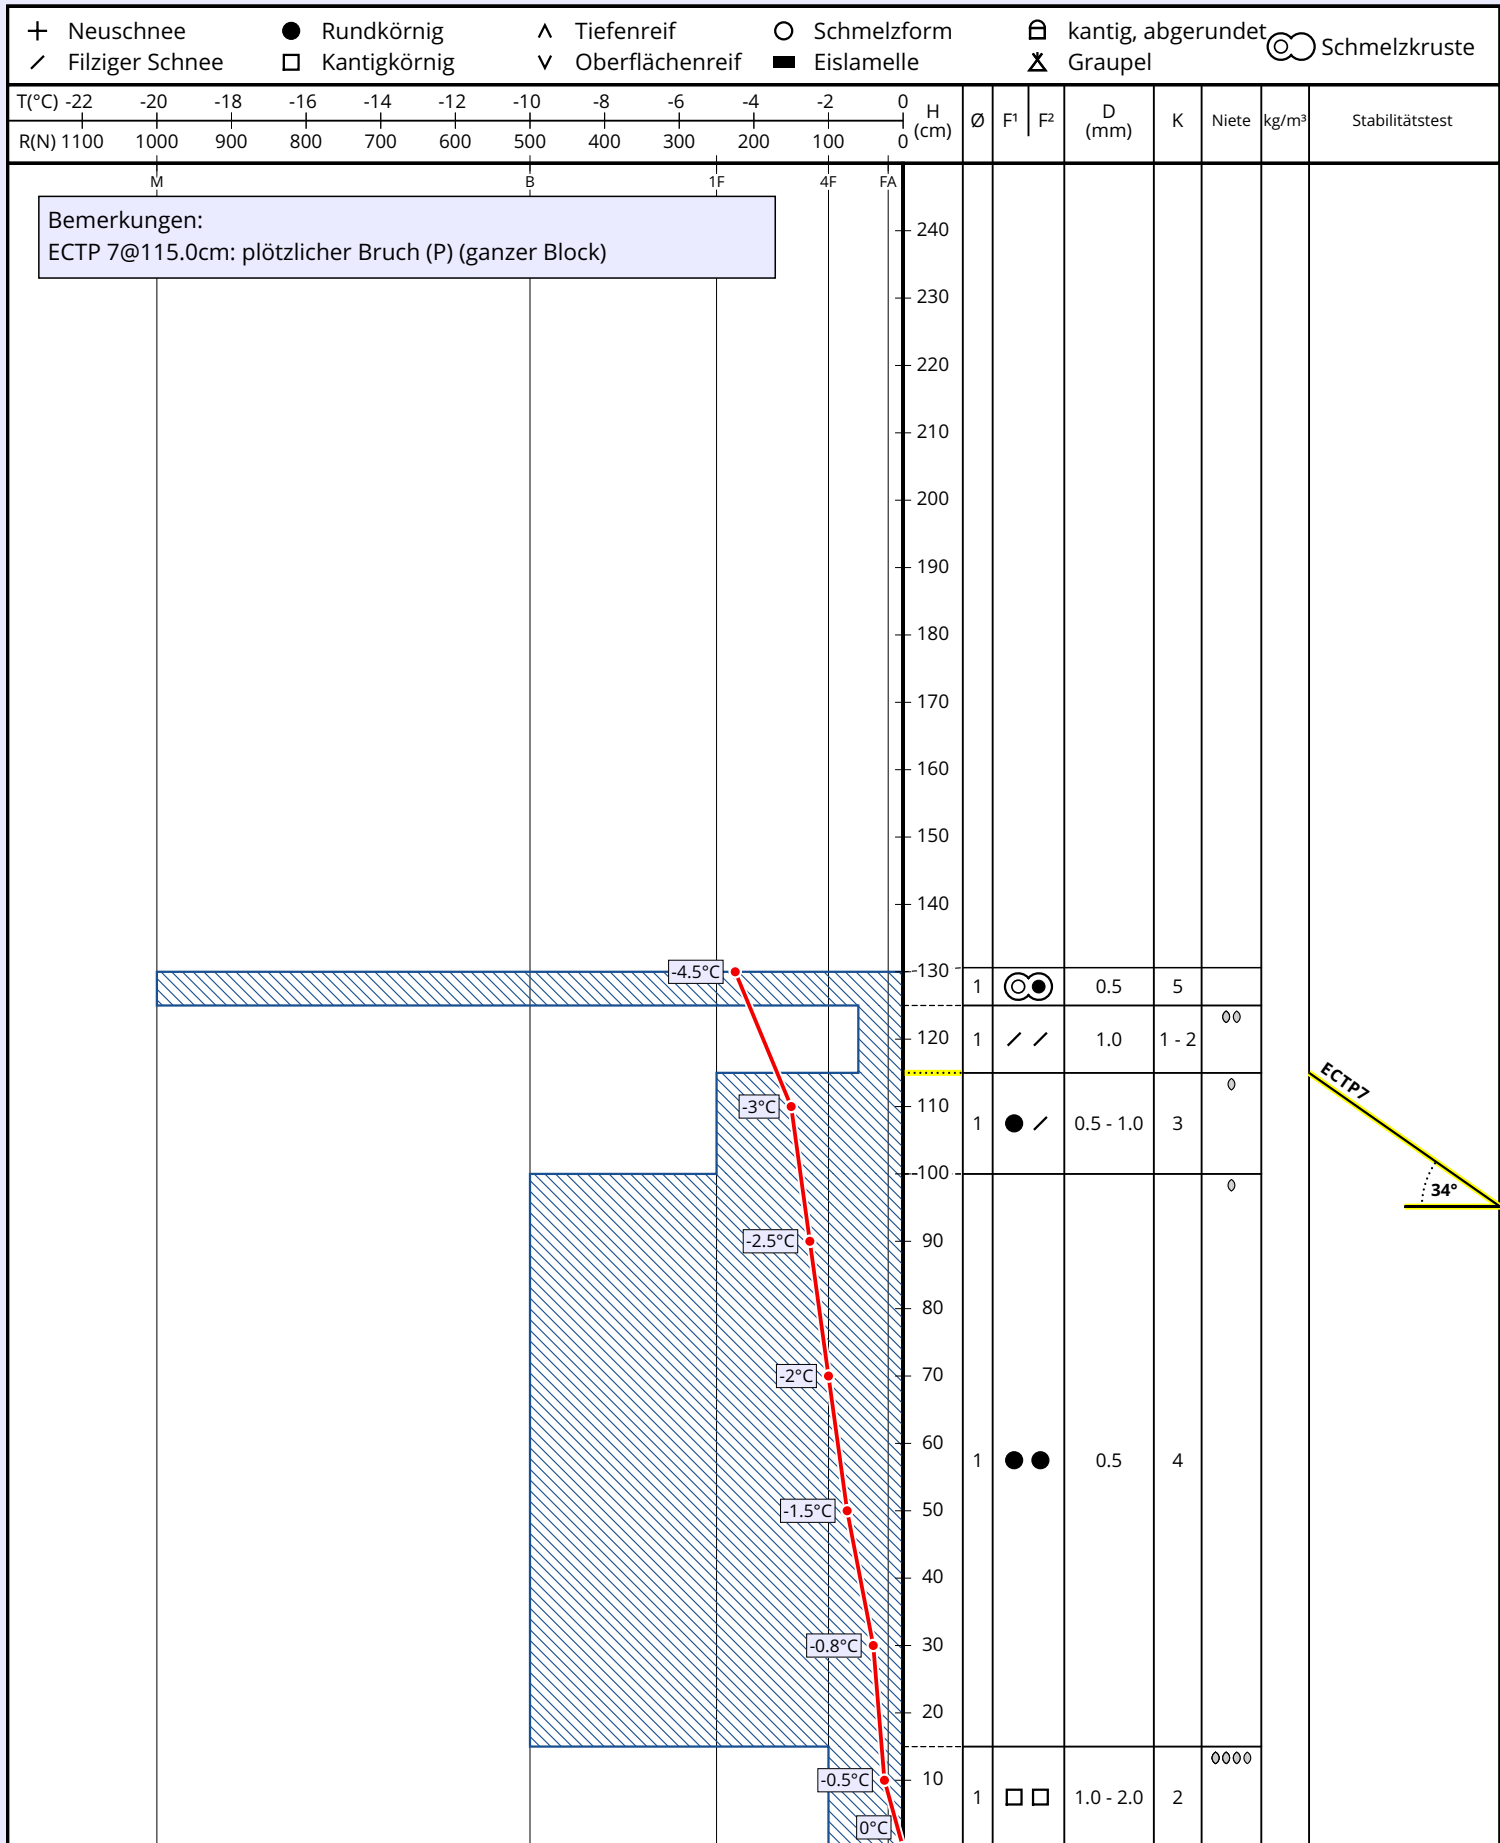 Neuschnee Rundkörnig Tiefenreif Schmelzform kantig, abgerundet Schmelzkruste
Filziger Schnee Kantigkörnig Oberflächenreif Eislamelle Graupel
T(°C) -22 -20 -18 -16 -14 -12 -10 -8 -6 -4 -2 0
R(N) 1100 1000 900 800 700 600 500 400 300 200 100 0
H (cm) Ø F¹ F² D (mm) K Niete kg/m³ Stabilitätstest
M B 1F 4F FA
Bemerkungen:
ECTP 7@115.0cm: plötzlicher Bruch (P) (ganzer Block)
240
230
220
210
200
190
180
170
160
150
140
-4.5°C 130
1 0.5 5
120 1 1.0 1 - 2
ECTP7
-3°C 110
1 0.5 - 1.0 3
100
34°
-2.5°C 90
80
-2°C 70
60
1 0.5 4
-1.5°C 50
40
-0.8°C 30
20
-0.5°C 10
1 1.0 - 2.0 2
0°C